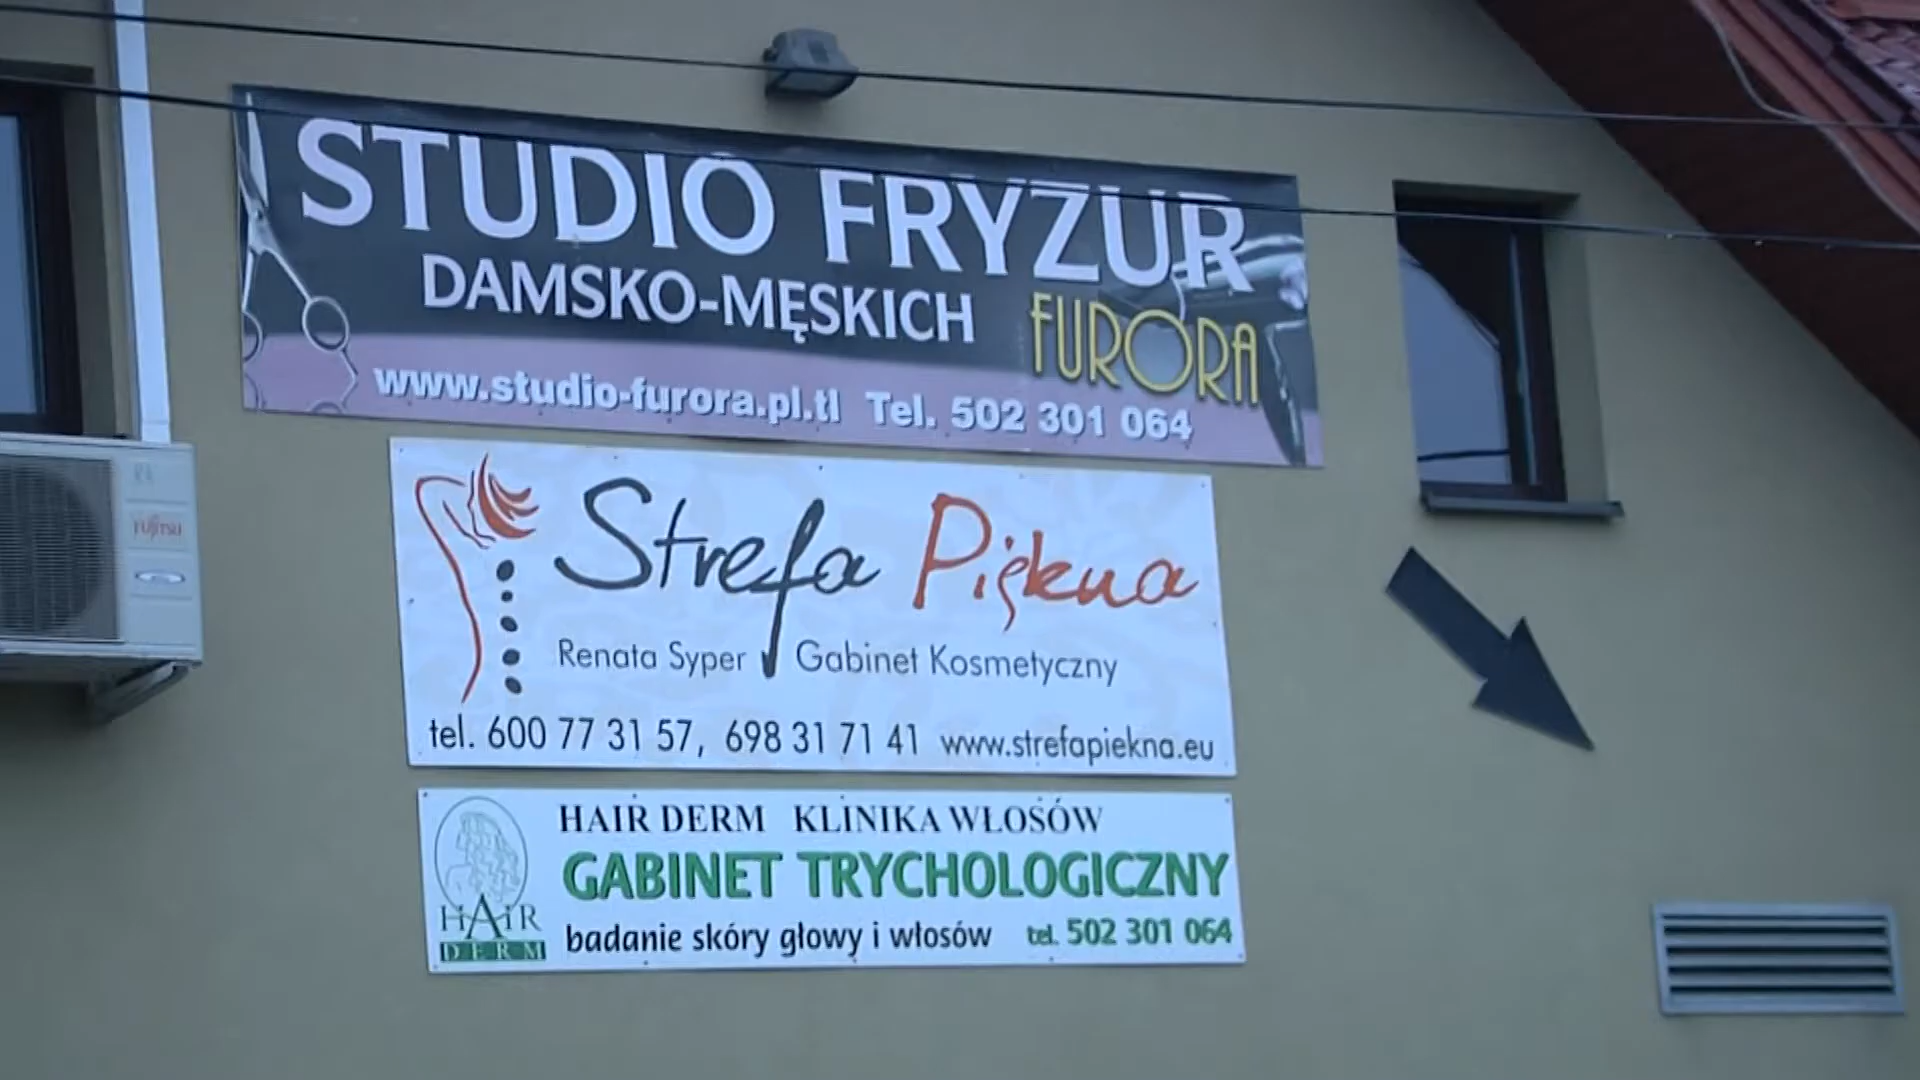 STUDIO FRYZUR
DAMSKO-MĘSKICH
FURORA
www.studio-furora.pl.tl Tel. 502 301 064
Strefa Piękna
Renata Syper Gabinet Kosmetyczny
tel. 600 77 31 57, 698 31 71 41 www.strefapiekna.eu
HAIR DERM KLINIKA WŁOSÓW
GABINET TRYCHOLOGICZNY
badanie skóry głowy i włosów tel. 502 301 064
HAIR
DERM
FUJITSU